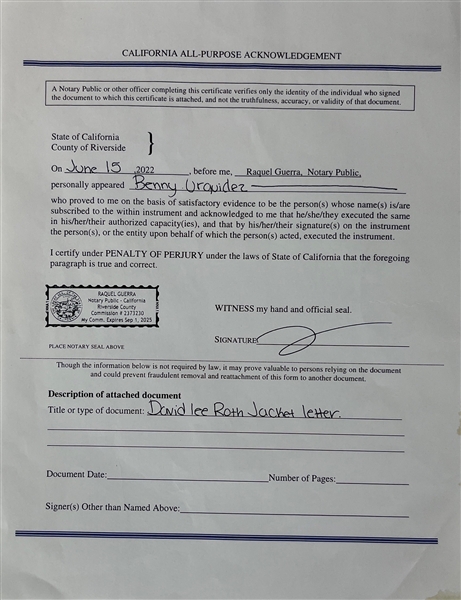 CALIFORNIA ALL-PURPOSE ACKNOWLEDGEMENT
A Notary Public or other officer completing this certificate verifies only the identity of the individual who signed
the document to which this certificate is attached, and not the truthfulness, accuracy, or validity of that document.
State of California
County of Riverside
On June 15 ,2022 , before me, Raquel Guerra, Notary Public,
personally appeared Benny Urquidez
who proved to me on the basis of satisfactory evidence to be the person(s) whose name(s) is/are
subscribed to the within instrument and acknowledged to me that he/she/they executed the same
in his/her/their authorized capacity(ies), and that by his/her/their signature(s) on the instrument
the person(s), or the entity upon behalf of which the person(s) acted, executed the instrument.
I certify under PENALTY OF PERJURY under the laws of State of California that the foregoing
paragraph is true and correct.
RAQUEL GUERRA
Notary Public - California
Riverside County
Commission # 2373230
My Comm. Expires Sep 1, 2025
WITNESS my hand and official seal.
SIGNATURE
PLACE NOTARY SEAL ABOVE
Though the information below is not required by law, it may prove valuable to persons relying on the document
and could prevent fraudulent removal and reattachment of this form to another document.
Description of attached document
Title or type of document: David lee Roth Jacket letter.
Document Date: Number of Pages:
Signer(s) Other than Named Above: